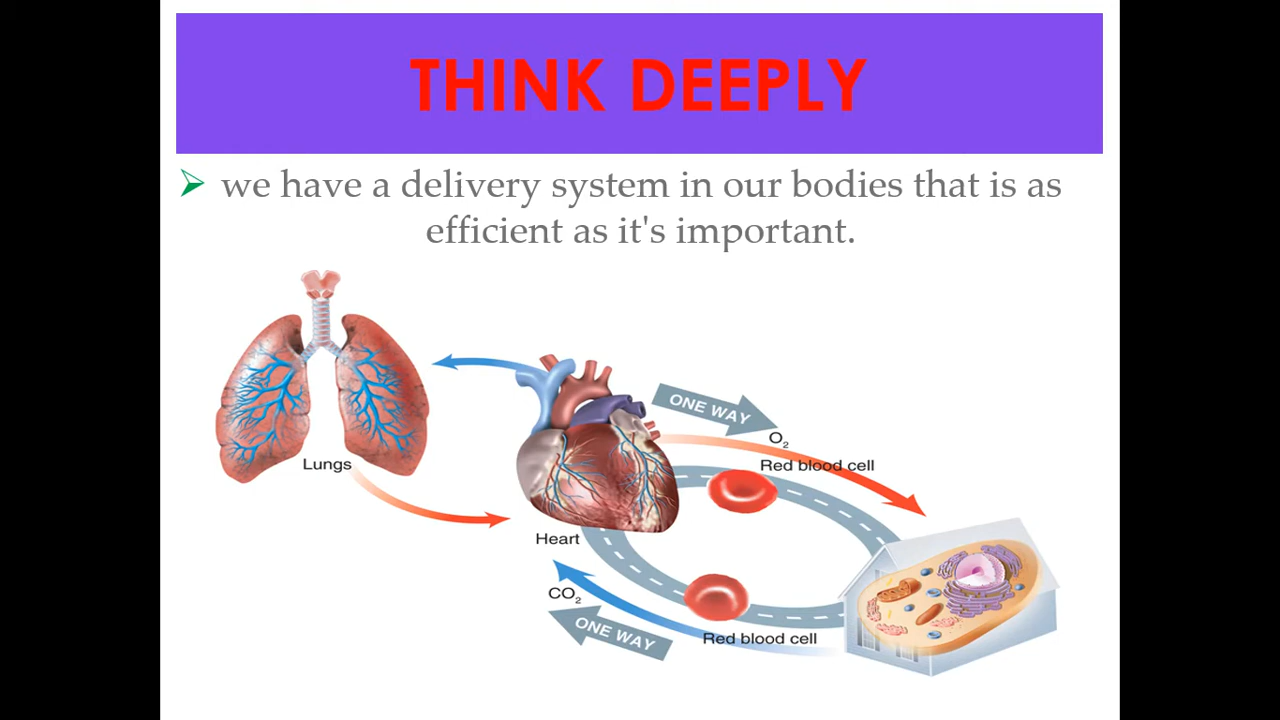 THINK DEEPLY
we have a delivery system in our bodies that is as
efficient as it's important.
ONE WAY
O₂
Red blood cell
Lungs
Heart
CO₂
ONE WAY
Red blood cell